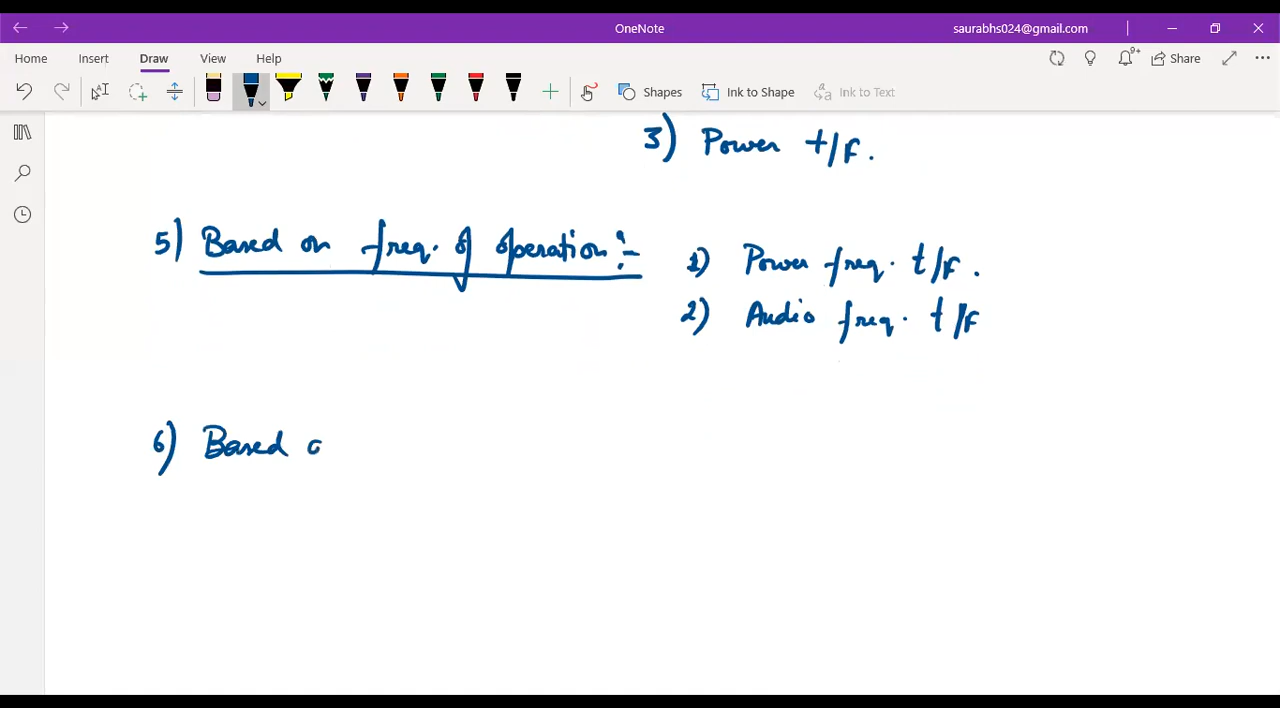 OneNote
saurabhs024@gmail.com
Home Insert Draw View Help
Share
Shapes Ink to Shape Ink to Text
3) Power t/f.
5) Based on freq. of operation :-
1) Power freq. t/f.
2) Audio freq. t/f
6) Based o